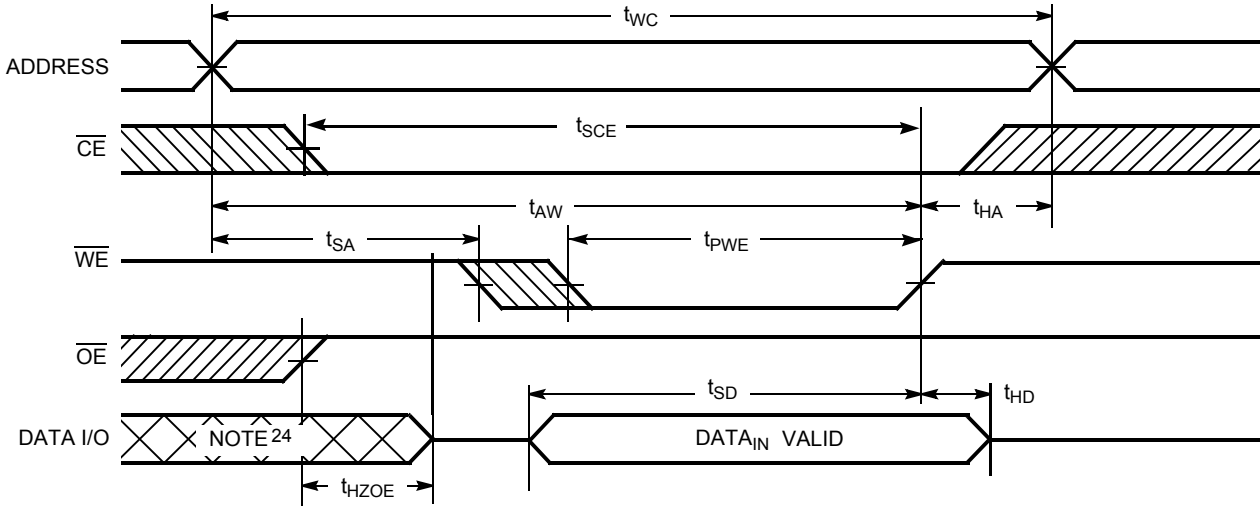 tWC
ADDRESS
CE
tSCE
tAW
tHA
tSA
tPWE
WE
OE
tSD
tHD
DATA I/O
NOTE 24
DATAIN VALID
tHZOE